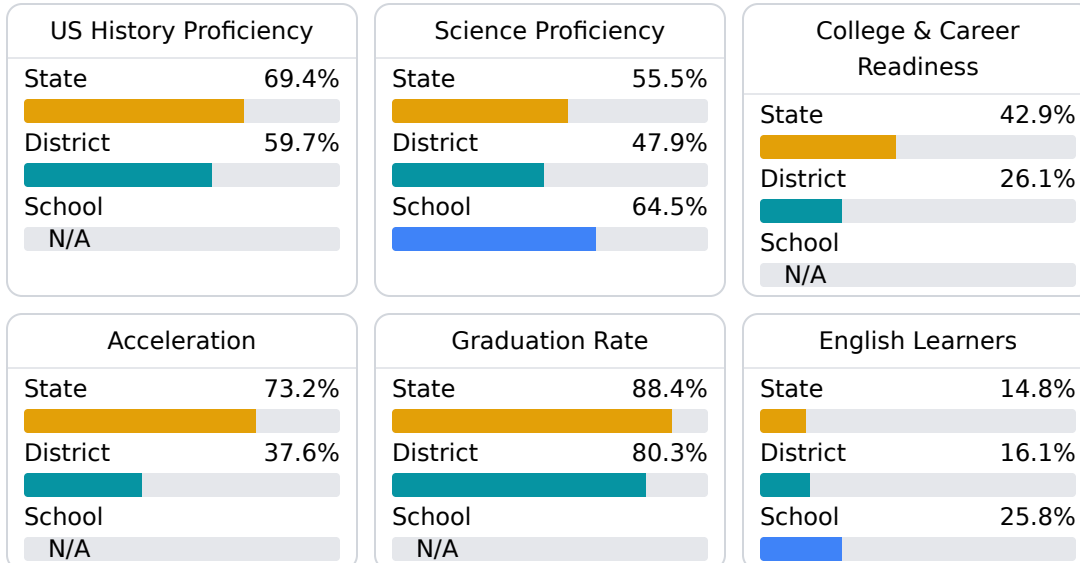 US History Proficiency
State 69.4%
District 59.7%
School
N/A
Science Proficiency
State 55.5%
District 47.9%
School 64.5%
College & Career
Readiness
State 42.9%
District 26.1%
School
N/A
Acceleration
State 73.2%
District 37.6%
School
N/A
Graduation Rate
State 88.4%
District 80.3%
School
N/A
English Learners
State 14.8%
District 16.1%
School 25.8%